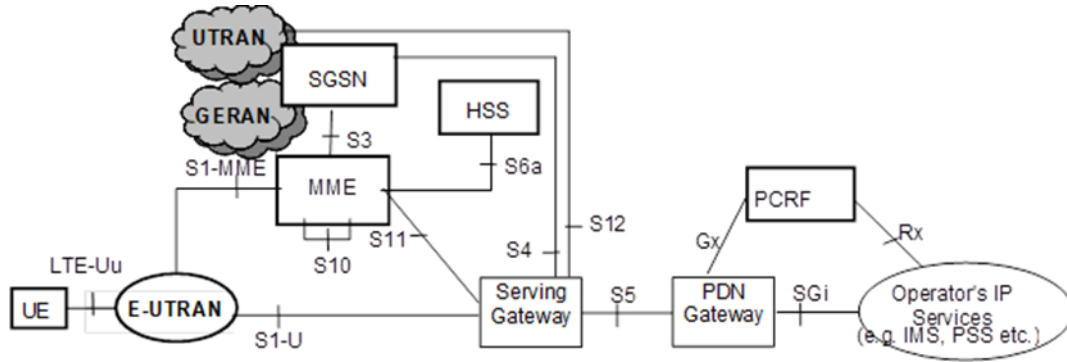 UTRAN
SGSN
GERAN
HSS
S3
S1-MME
S6a
MME
PCRF
S11
S10
S4
S12
Gx
Rx
LTE-Uu
UE
E-UTRAN
S1-U
Serving
Gateway
S5
PDN
Gateway
SGi
Operator's IP
Services
(e.g. IMS, PSS etc.)